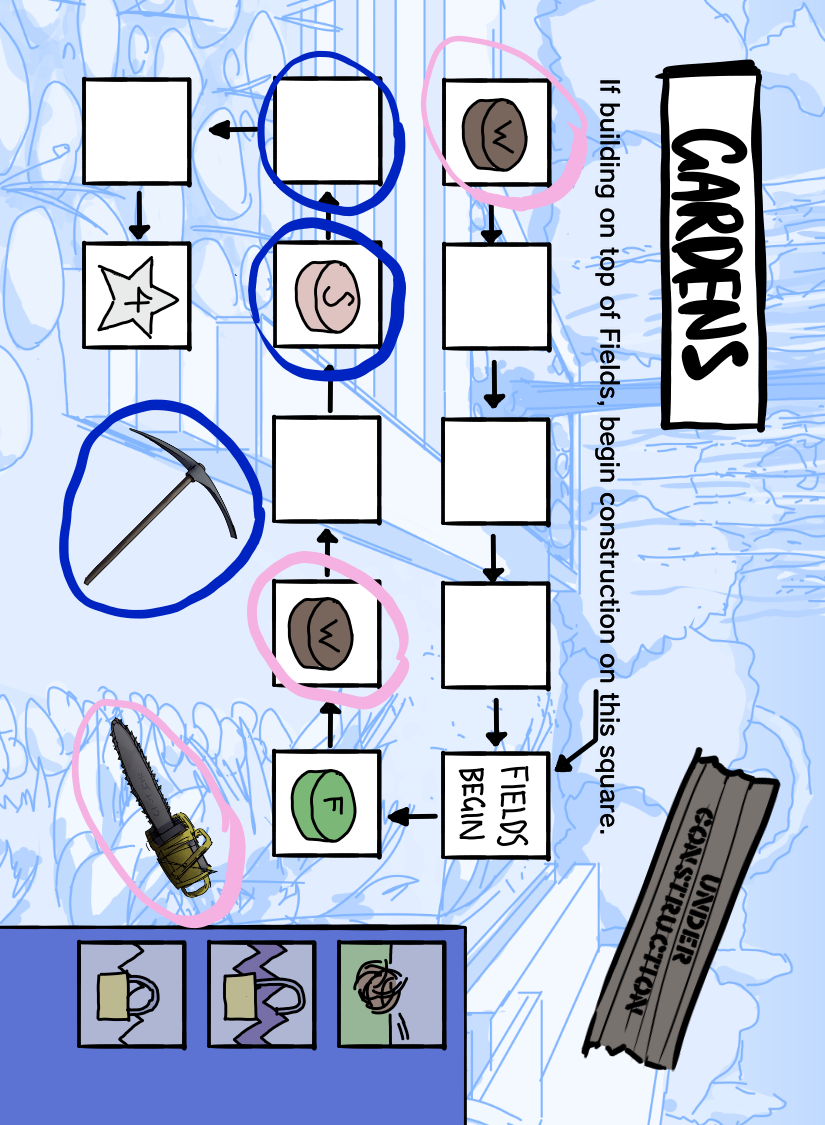 GARDENS
If building on top of Fields, begin construction on this square.
UNDER
CONSTRUCTION
W
FIELDS
BEGIN
S
W
F
4